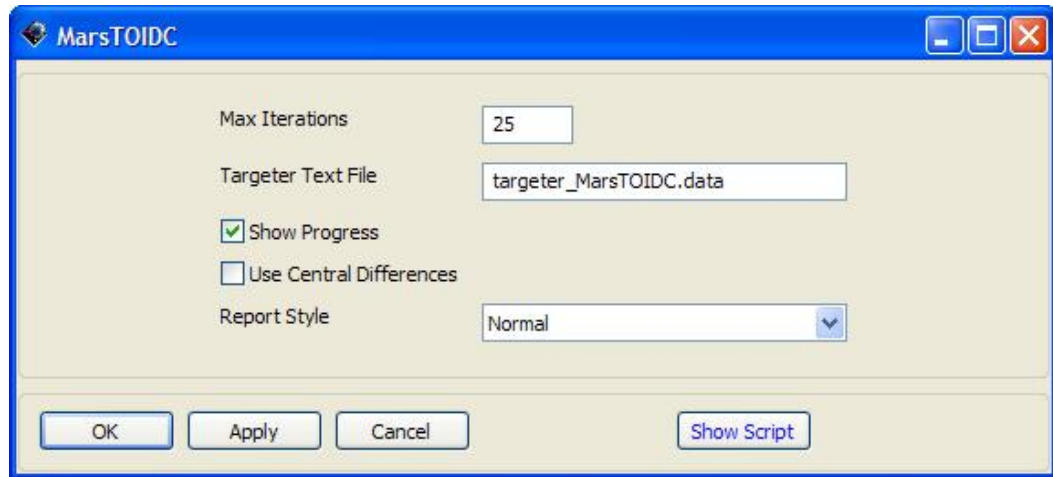 MarsTOIDC
Max Iterations 25
Targeter Text File targeter_MarsTOIDC.data
Show Progress
Use Central Differences
Report Style Normal
OK Apply Cancel Show Script